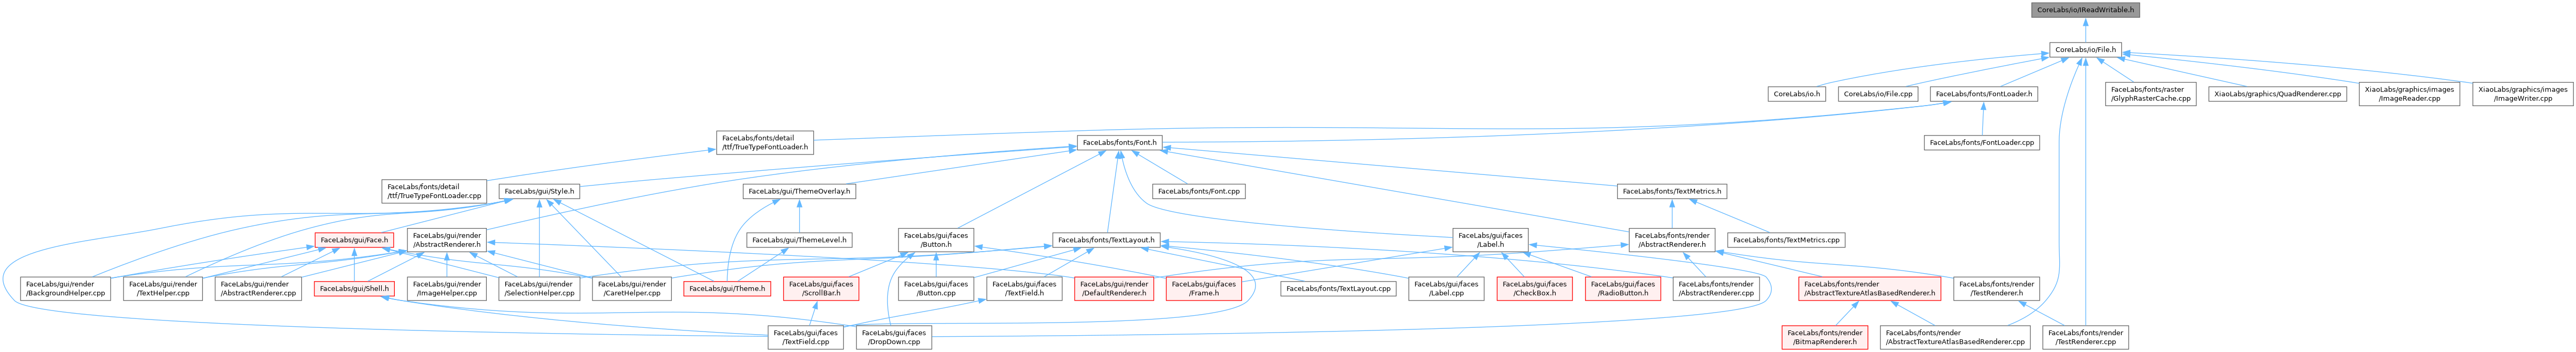 CoreLabs/io/IReadWritable.h
CoreLabs/io/File.h
CoreLabs/io.h
CoreLabs/io/File.cpp
FaceLabs/fonts/FontLoader.h
FaceLabs/fonts/raster
/GlyphRasterCache.cpp
XiaoLabs/graphics/QuadRenderer.cpp
XiaoLabs/graphics/images
/ImageReader.cpp
XiaoLabs/graphics/images
/ImageWriter.cpp
FaceLabs/fonts/detail
/ttf/TrueTypeFontLoader.h
FaceLabs/fonts/Font.h
FaceLabs/fonts/FontLoader.cpp
FaceLabs/fonts/detail
/ttf/TrueTypeFontLoader.cpp
FaceLabs/gui/Style.h
FaceLabs/gui/ThemeOverlay.h
FaceLabs/fonts/Font.cpp
FaceLabs/fonts/TextMetrics.h
FaceLabs/gui/Face.h
FaceLabs/gui/render
/AbstractRenderer.h
FaceLabs/gui/ThemeLevel.h
FaceLabs/gui/faces
/Button.h
FaceLabs/fonts/TextLayout.h
FaceLabs/gui/faces
/Label.h
FaceLabs/fonts/render
/AbstractRenderer.h
FaceLabs/fonts/TextMetrics.cpp
FaceLabs/gui/render
/BackgroundHelper.cpp
FaceLabs/gui/render
/TextHelper.cpp
FaceLabs/gui/render
/AbstractRenderer.cpp
FaceLabs/gui/Shell.h
FaceLabs/gui/render
/ImageHelper.cpp
FaceLabs/gui/render
/SelectionHelper.cpp
FaceLabs/gui/render
/CaretHelper.cpp
FaceLabs/gui/Theme.h
FaceLabs/gui/faces
/ScrollBar.h
FaceLabs/gui/faces
/Button.cpp
FaceLabs/gui/faces
/TextField.h
FaceLabs/gui/render
/DefaultRenderer.h
FaceLabs/gui/faces
/Frame.h
FaceLabs/fonts/TextLayout.cpp
FaceLabs/gui/faces
/Label.cpp
FaceLabs/gui/faces
/CheckBox.h
FaceLabs/gui/faces
/RadioButton.h
FaceLabs/fonts/render
/AbstractRenderer.cpp
FaceLabs/fonts/render
/AbstractTextureAtlasBasedRenderer.h
FaceLabs/fonts/render
/TestRenderer.h
FaceLabs/gui/faces
/TextField.cpp
FaceLabs/gui/faces
/DropDown.cpp
FaceLabs/fonts/render
/BitmapRenderer.h
FaceLabs/fonts/render
/AbstractTextureAtlasBasedRenderer.cpp
FaceLabs/fonts/render
/TestRenderer.cpp